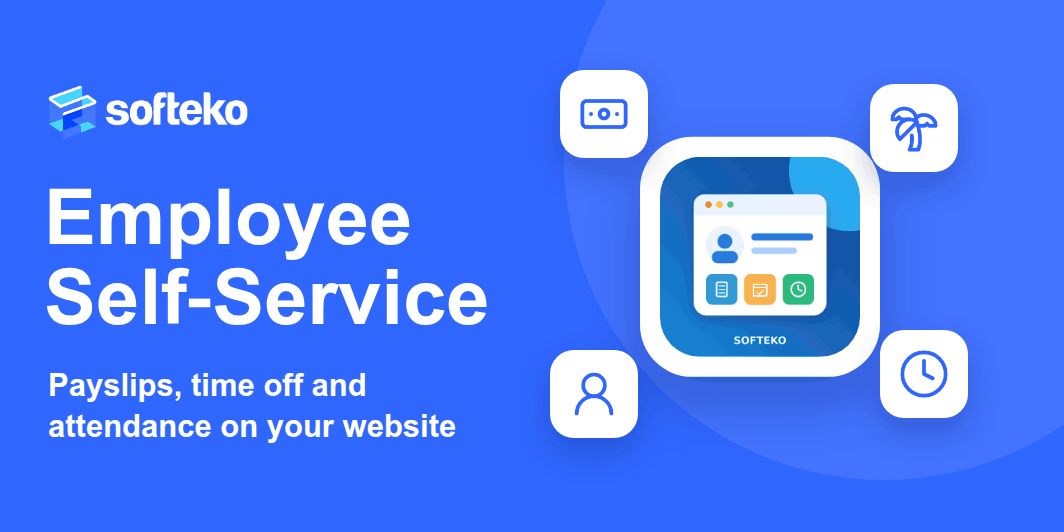 softeko
Employee
Self-Service
Payslips, time off and
attendance on your website
SOFTEKO